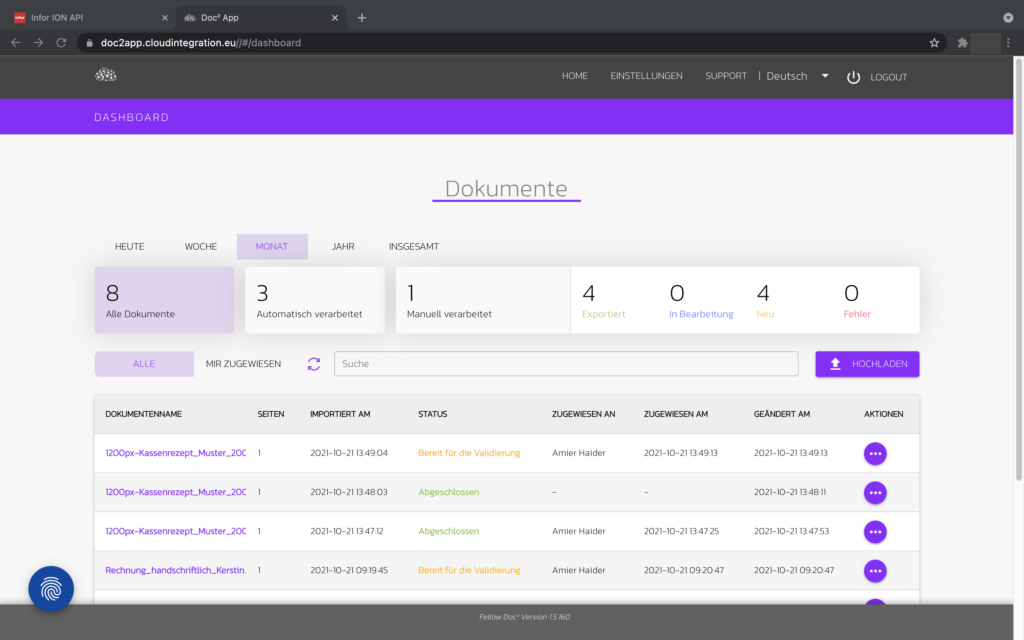 Infor ION API
Doc² App
doc2app.cloudintegration.eu//#/dashboard
HOME EINSTELLUNGEN SUPPORT | Deutsch LOGOUT
DASHBOARD
Dokumente
HEUTE WOCHE MONAT JAHR INSGESAMT
8 3 1 4 0 4 0
Alle Dokumente Automatisch verarbeitet Manuell verarbeitet Exportiert In Bearbeitung Neu Fehler
ALLE MIR ZUGEWIESEN Suche HOCHLADEN
DOKUMENTENNAME SEITEN IMPORTIERT AM STATUS ZUGEWIESEN AN ZUGEWIESEN AM GEÄNDERT AM AKTIONEN
1200px-Kassenrezept_Muster_200 1 2021-10-21 13:49:04 Bereit für die Validierung Amier Haider 2021-10-21 13:49:13 2021-10-21 13:49:13
1200px-Kassenrezept_Muster_200 1 2021-10-21 13:48:03 Abgeschlossen - - 2021-10-21 13:48:11
1200px-Kassenrezept_Muster_200 1 2021-10-21 13:47:12 Abgeschlossen Amier Haider 2021-10-21 13:47:25 2021-10-21 13:47:53
Rechnung_handschriftlich_Kerstin. 1 2021-10-21 09:19:45 Bereit für die Validierung Amier Haider 2021-10-21 09:20:47 2021-10-21 09:20:47
Fellow Doc² Version 1.5.160